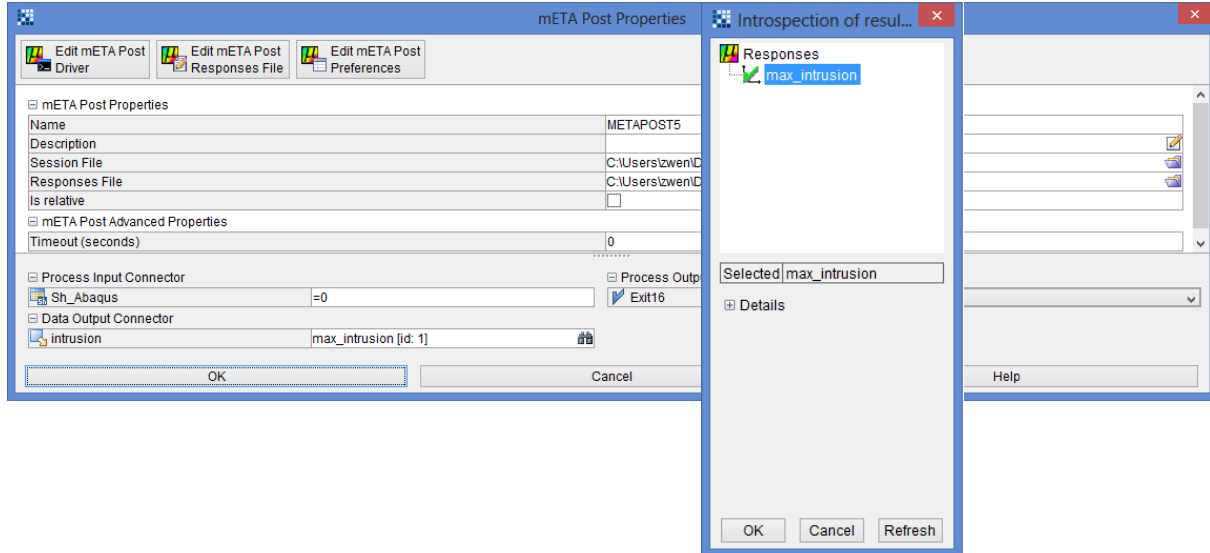 mETA Post Properties
Edit mETA Post Driver
Edit mETA Post Responses File
Edit mETA Post Preferences
mETA Post Properties
Name METAPOST5
Description
Session File C:\Users\zwen\D
Responses File C:\Users\zwen\D
Is relative
mETA Post Advanced Properties
Timeout (seconds) 0
Process Input Connector
Process Outp
Sh_Abaqus =0
Exit16
Data Output Connector
intrusion max_intrusion [id: 1]
OK Cancel Help
Introspection of resul...
Responses
max_intrusion
Selected max_intrusion
Details
OK Cancel Refresh